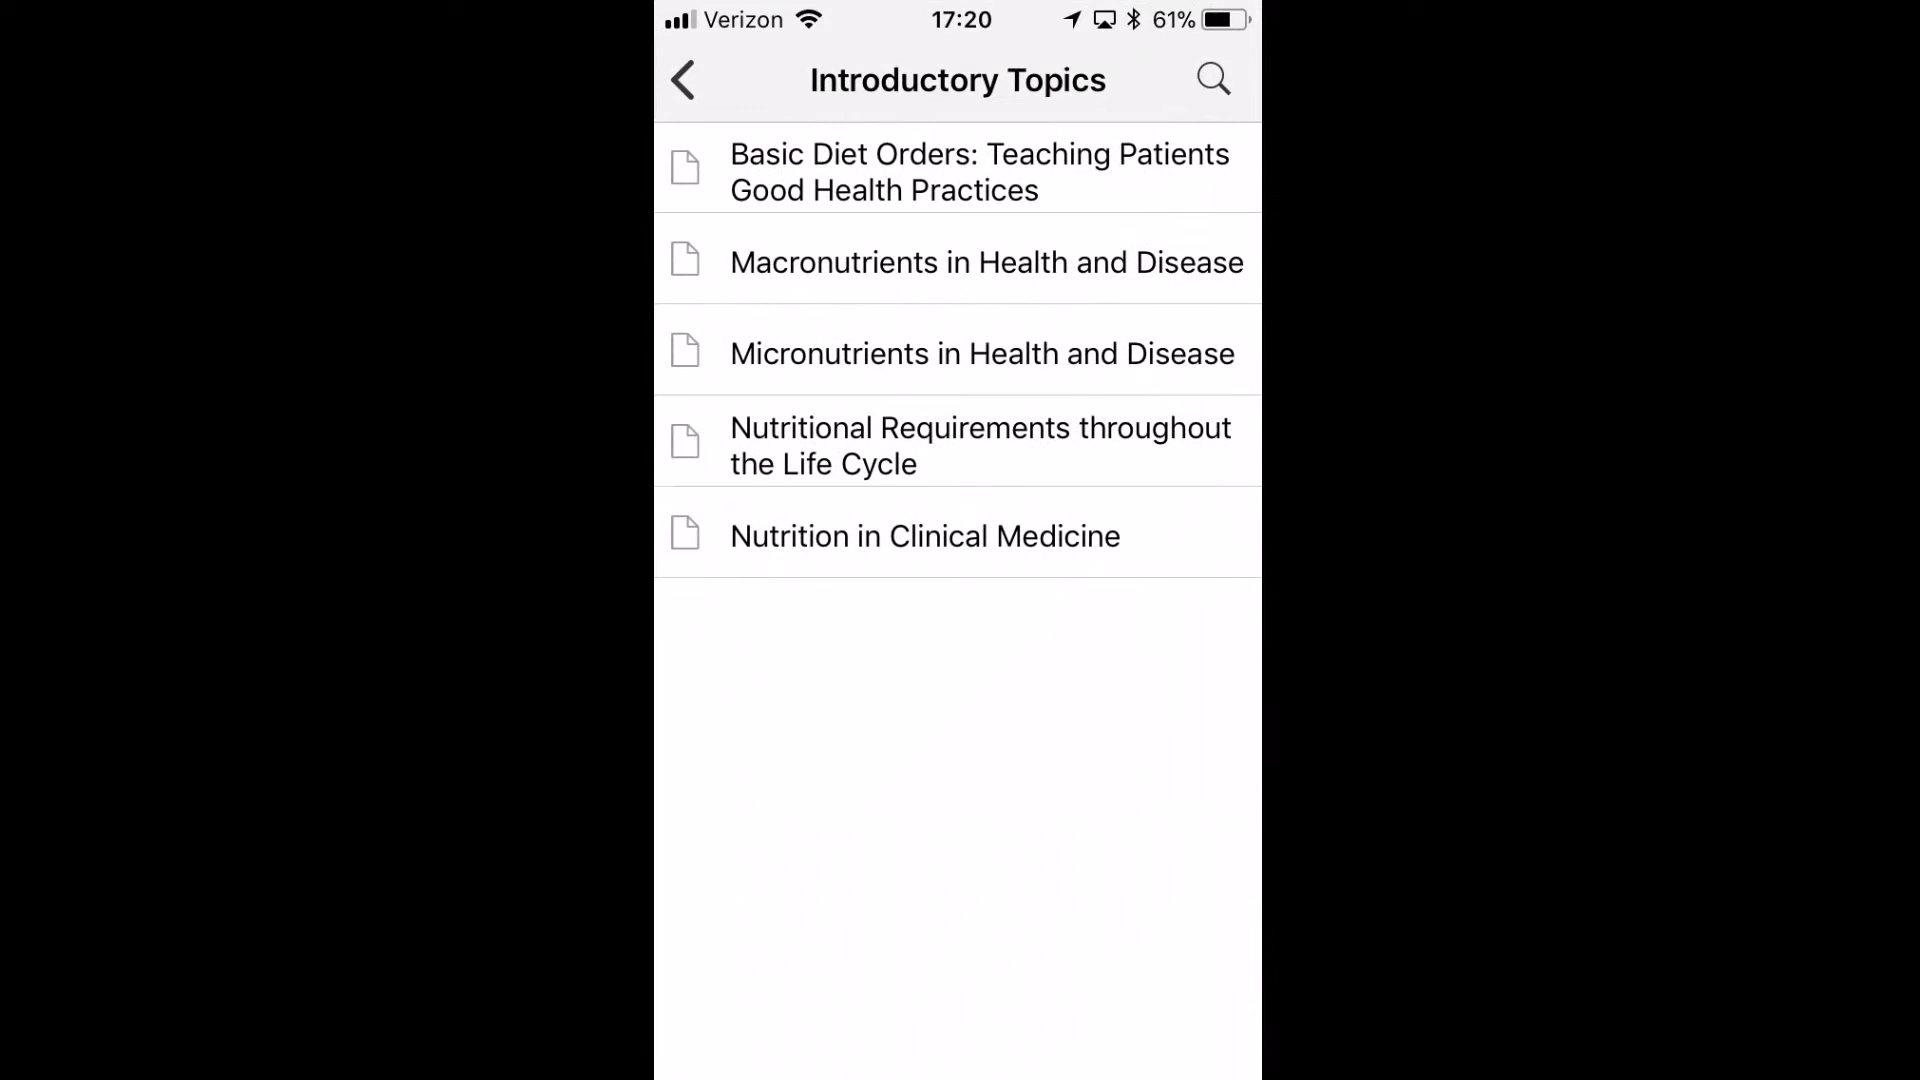 Verizon 17:20 61%
Introductory Topics
Basic Diet Orders: Teaching Patients
Good Health Practices
Macronutrients in Health and Disease
Micronutrients in Health and Disease
Nutritional Requirements throughout
the Life Cycle
Nutrition in Clinical Medicine